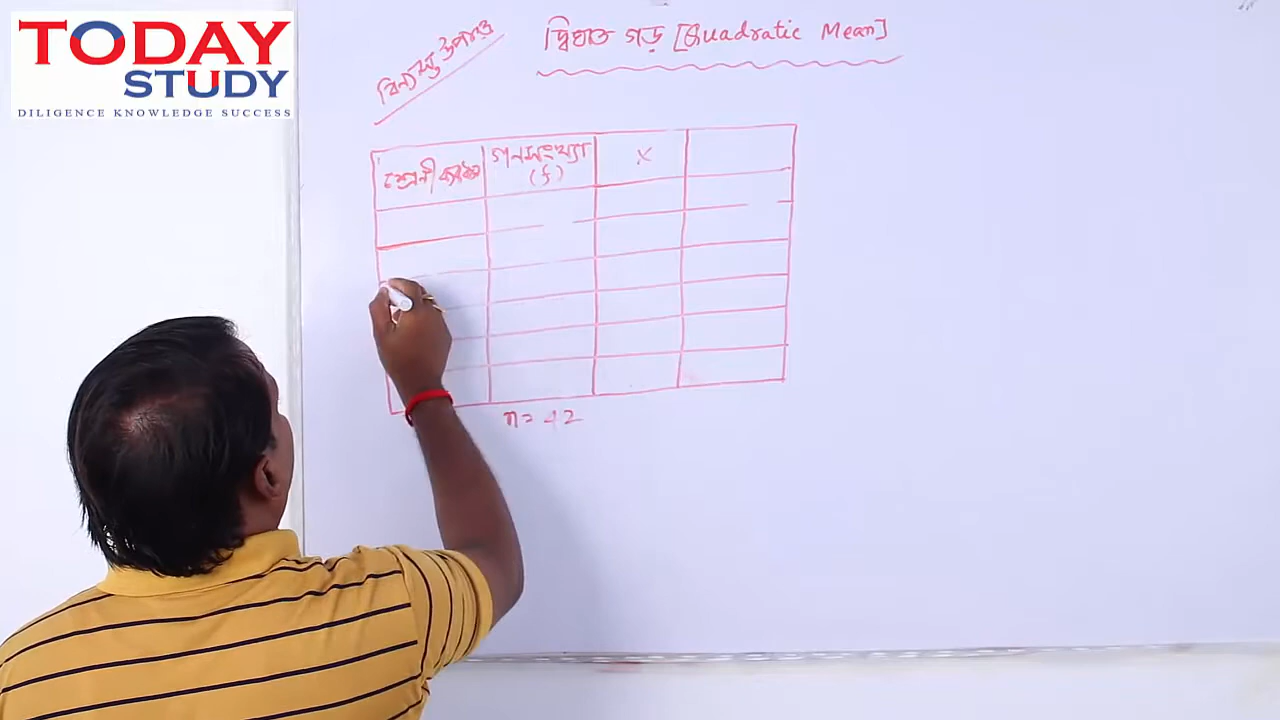 TODAY
STUDY
DILIGENCE KNOWLEDGE SUCCESS
বিন্যস্ত উপাত্ত
দ্বিঘাত গড় [Quadratic Mean]
শ্রেণী গণসংখ্যা x
(f)
n = 42